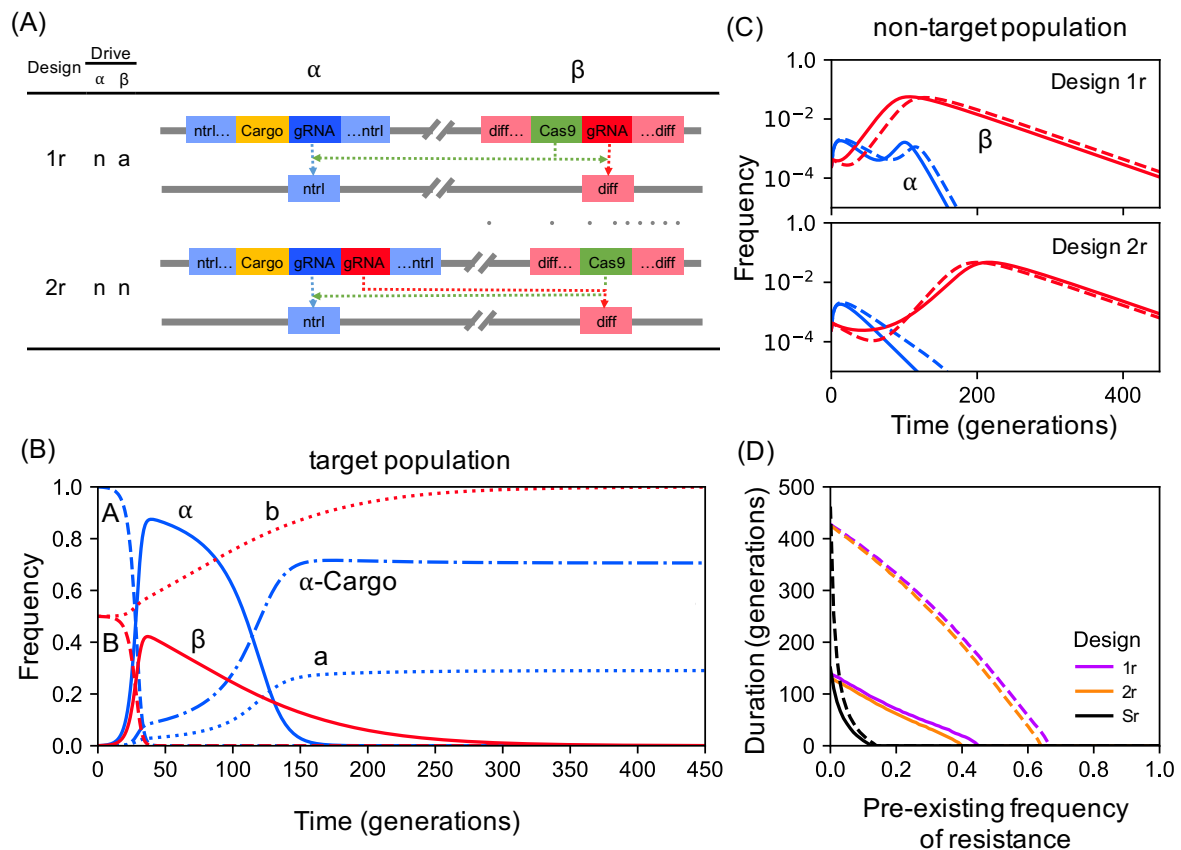 (A)
Design
Drive
α β
α
β
ntrl… Cargo gRNA …ntrl
diff… Cas9 gRNA …diff
1r n a
ntrl
diff
ntrl… Cargo gRNA gRNA …ntrl
diff… Cas9 …diff
2r n n
ntrl
diff
(B)
target population
Frequency
1.0
0.8
0.6
0.4
0.2
0.0
A
B
α
b
α-Cargo
β
a
0 50 100 150 200 250 300 350 400 450
Time (generations)
(C)
non-target population
Frequency
1.0
10⁻²
10⁻⁴
Design 1r
β
α
1.0
10⁻²
10⁻⁴
Design 2r
0 200 400
Time (generations)
(D)
Duration (generations)
500
400
300
200
100
0
Design
1r
2r
Sr
0.0 0.2 0.4 0.6 0.8 1.0
Pre-existing frequency
of resistance